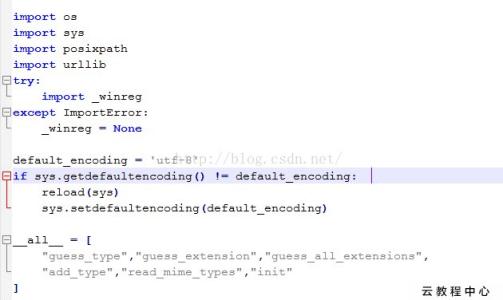 import os
import sys
import posixpath
import urllib
try:
    import _winreg
except ImportError:
    _winreg = None

default_encoding = 'utf-8'
http://blog.csdn.net/
if sys.getdefaultencoding() != default_encoding:
    reload(sys)
    sys.setdefaultencoding(default_encoding)

__all__ = [
    "guess_type","guess_extension","guess_all_extensions",
    "add_type","read_mime_types","init"
]
云教程中心